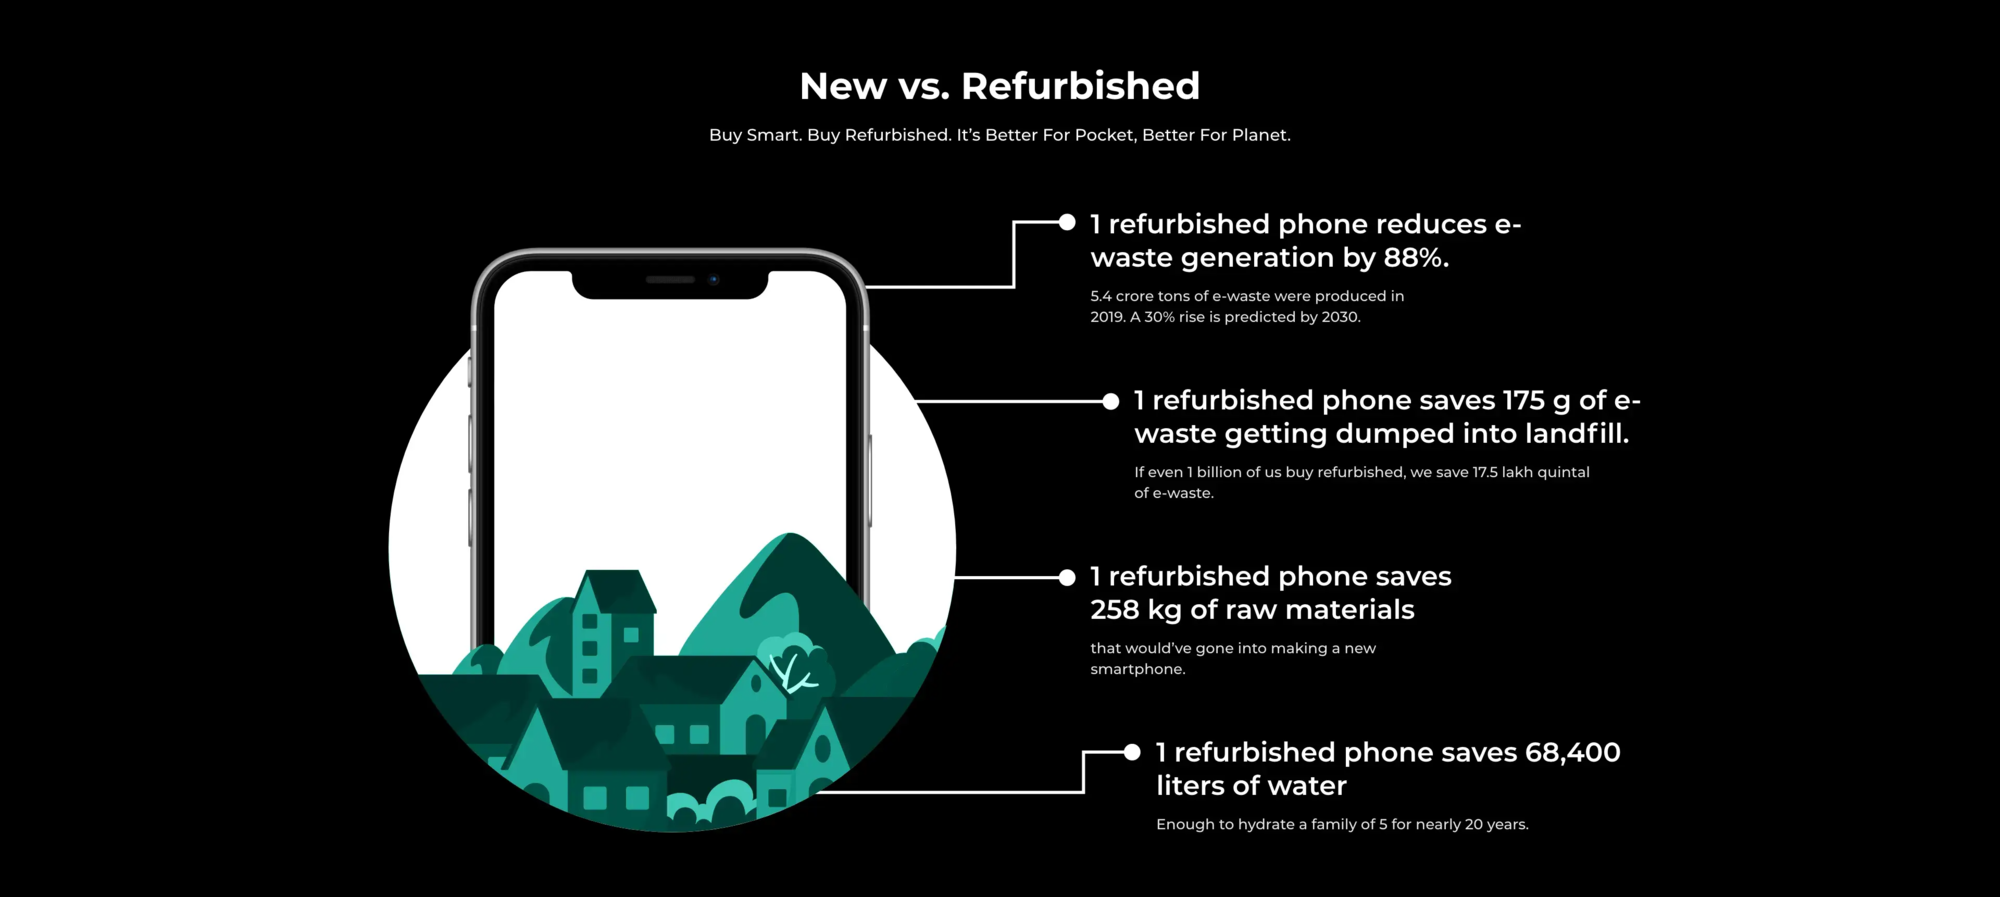 New vs. Refurbished
Buy Smart. Buy Refurbished. It's Better For Pocket, Better For Planet.
1 refurbished phone reduces e-
waste generation by 88%.
5.4 crore tons of e-waste were produced in
2019. A 30% rise is predicted by 2030.
1 refurbished phone saves 175 g of e-
waste getting dumped into landfill.
If even 1 billion of us buy refurbished, we save 17.5 lakh quintal
of e-waste.
1 refurbished phone saves
258 kg of raw materials
that would've gone into making a new
smartphone.
1 refurbished phone saves 68,400
liters of water
Enough to hydrate a family of 5 for nearly 20 years.